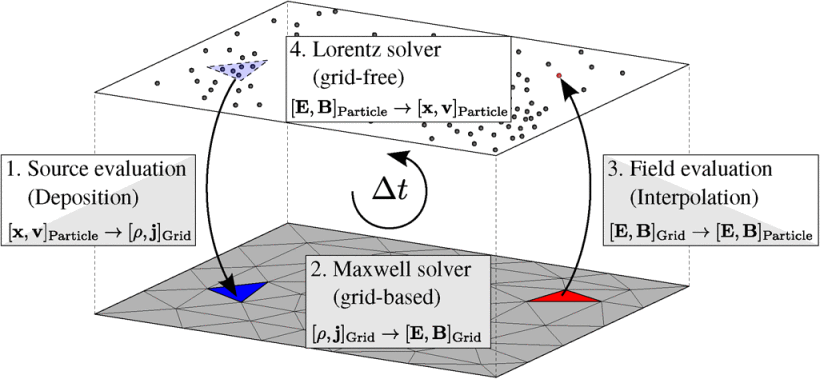 4. Lorentz solver
(grid-free)
[E, B]Particle → [x, v]Particle
1. Source evaluation
(Deposition)
[x, v]Particle → [ρ, j]Grid
Δt
3. Field evaluation
(Interpolation)
[E, B]Grid → [E, B]Particle
2. Maxwell solver
(grid-based)
[ρ, j]Grid → [E, B]Grid